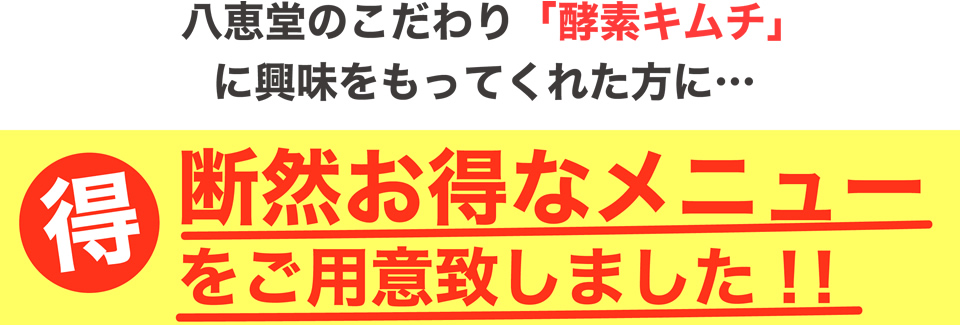 八恵堂のこだわり「酵素キムチ」
に興味をもってくれた方に…
得
断然お得なメニュー
をご用意致しました！！